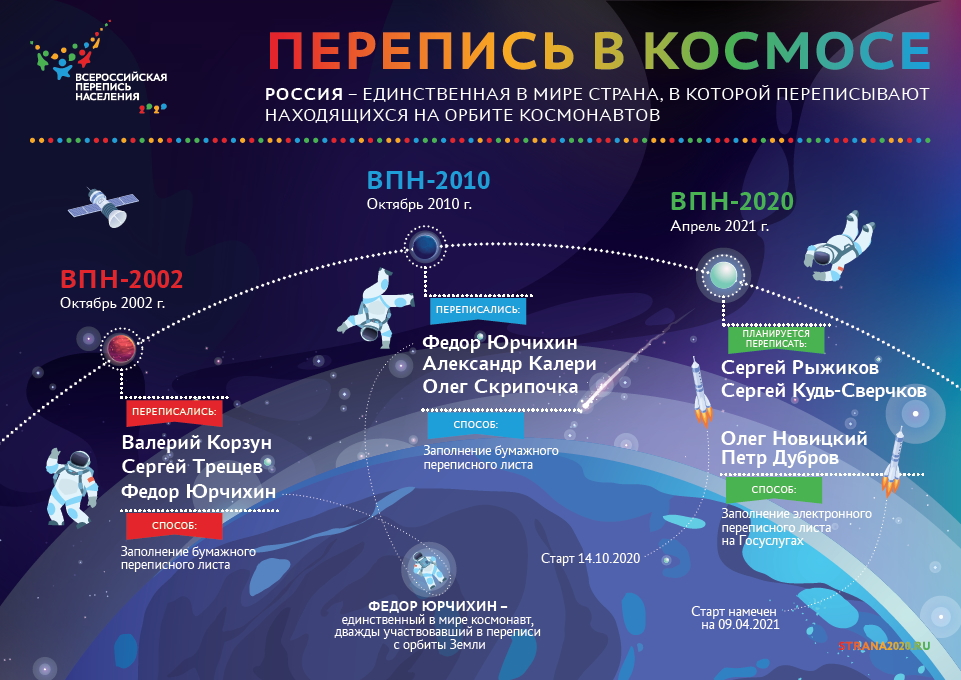 ВСЕРОССИЙСКАЯ
ПЕРЕПИСЬ
НАСЕЛЕНИЯ
ПЕРЕПИСЬ В КОСМОСЕ
РОССИЯ – ЕДИНСТВЕННАЯ В МИРЕ СТРАНА, В КОТОРОЙ ПЕРЕПИСЫВАЮТ
НАХОДЯЩИХСЯ НА ОРБИТЕ КОСМОНАВТОВ
ВПН-2002
Октябрь 2002 г.
ПЕРЕПИСАЛИСЬ:
Валерий Корзун
Сергей Трещев
Федор Юрчихин
СПОСОБ:
Заполнение бумажного
переписного листа
ВПН-2010
Октябрь 2010 г.
ПЕРЕПИСАЛИСЬ:
Федор Юрчихин
Александр Калери
Олег Скрипочка
СПОСОБ:
Заполнение бумажного
переписного листа
ФЕДОР ЮРЧИХИН –
единственный в мире космонавт,
дважды участвовавший в переписи
с орбиты Земли
ВПН-2020
Апрель 2021 г.
ПЛАНИРУЕТСЯ
ПЕРЕПИСАТЬ:
Сергей Рыжиков
Сергей Кудь-Сверчков
Олег Новицкий
Петр Дубров
СПОСОБ:
Заполнение электронного
переписного листа
на Госуслугах
Старт 14.10.2020
Старт намечен
на 09.04.2021
STRANA2020.RU